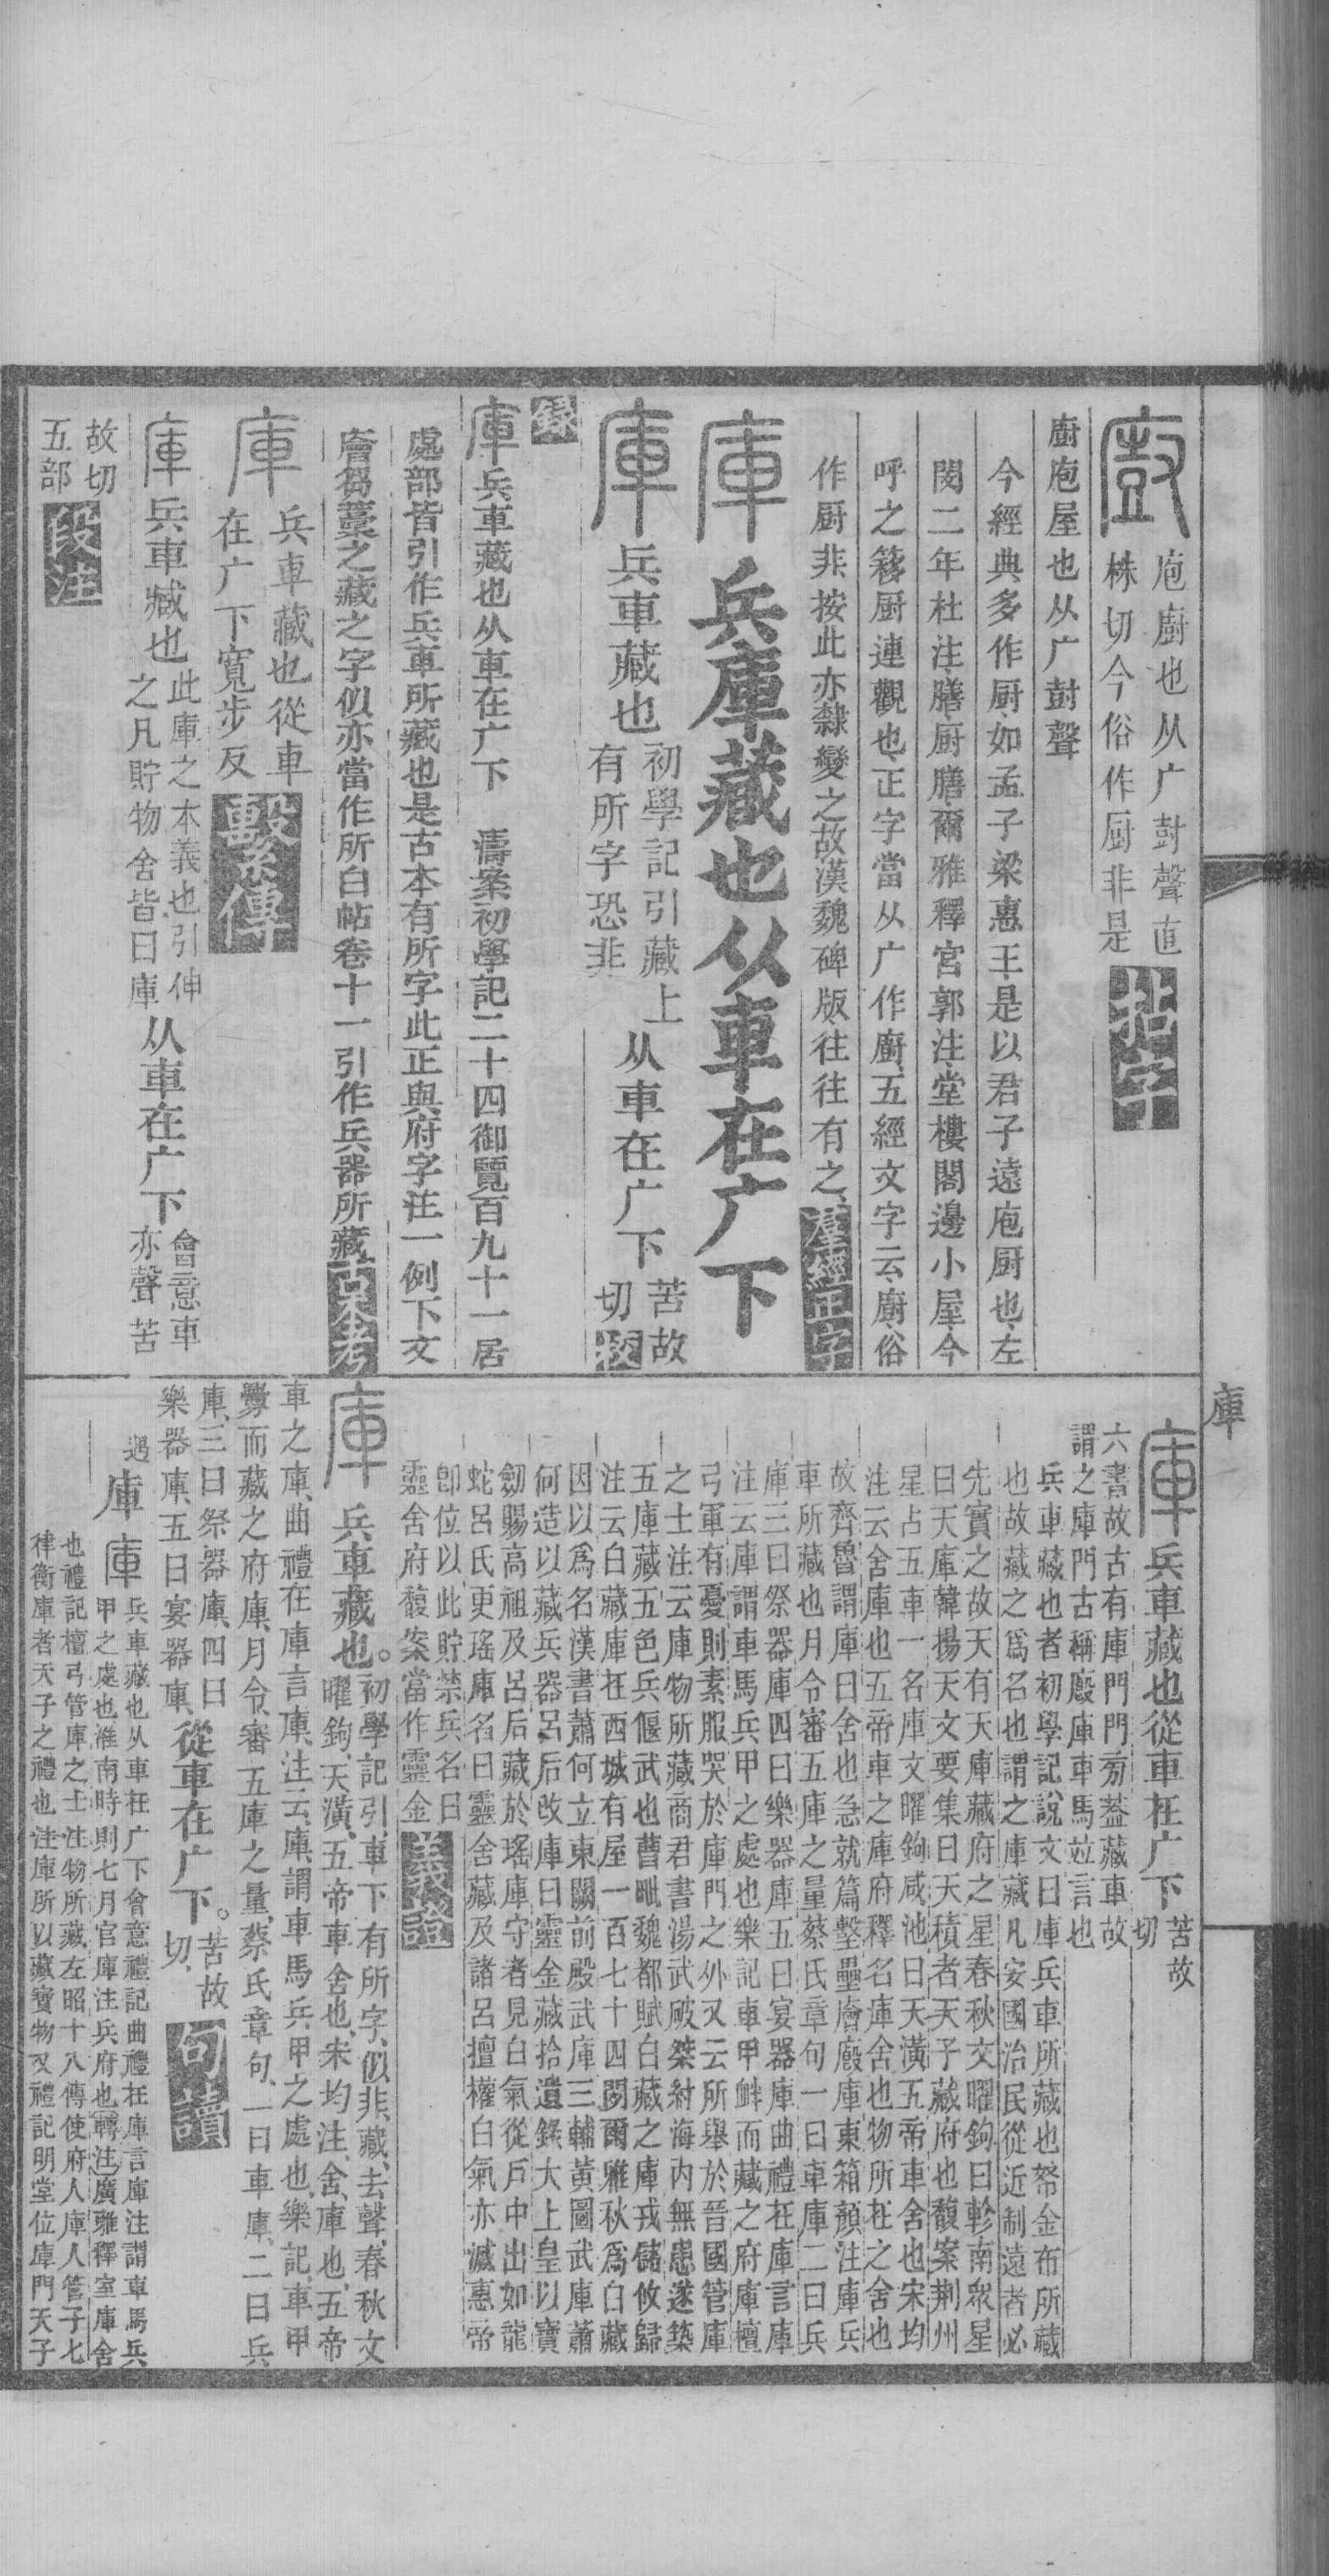 庫
廚
庖廚也从广尌聲直
株切今俗作厨非是
廚庖屋也从广尌聲
今經典多作厨如孟子梁惠王是以君子遠庖厨也左
閔二年杜注膳厨膳爾雅釋宮郭注堂樓閣邊小屋今
呼之簃厨連觀也正字當从广作廚五經文字云廚俗
作厨非按此亦隸變之故漢魏碑版往往有之羣經正字
庫兵庫藏也从車在广下
庫兵車藏也
初學記引藏上
有所字恐非
从車在广下
苦故
切
錄
庫兵車藏也从車在广下 濤案初學記二十四御覽百九十一居
處部皆引作兵車所藏也是古本有所字此正與府字注一例下文
廥芻藁之藏之字似亦當作所白帖卷十一引作兵器所藏古本考
庫兵車藏也從車
在广下寬步反繫傳
庫兵車臧也
此庫之本義也引伸
之凡貯物舍皆曰庫
从車在广下
會意車
亦聲苦
故切
五部
段注
庫兵車藏也從車在广下
苦故
切
六書故古有庫門門旁葢藏車故
謂之庫門古稱廄庫車馬竝言也
兵車藏也者初學記說文曰庫兵車所藏也帑金布所藏
也故藏之爲名也謂之庫藏凡安國治民從近制遠者必
先實之故天有天庫藏府之星春秋文曜鉤曰軫南衆星
曰天庫韓揚天文要集曰天積者天子藏府也馥案荆州
星占五車一名庫文曜鉤咸池曰天潢五帝車舍也宋均
注云舍庫也五帝車之庫府釋名庫舍也物所在之舍也
故齊魯謂庫曰舍也急就篇墼壘廥廄庫東箱顏注庫兵
車所藏也月令審五庫之量蔡氏章句一曰車庫二曰兵
庫三曰祭器庫四曰樂器庫五曰宴器庫曲禮在庫言庫
注云庫謂車馬兵甲之處也樂記車甲衅而藏之府庫檀
弓軍有憂則素服哭於庫門之外又云所舉於晉國管庫
之士注云庫物所藏商君書湯武破桀紂海內無患遂築
五庫藏五色兵偃武也曹毗魏都賦白藏之庫戎儲攸歸
注云白藏庫在西城有屋一百七十四閒爾雅秋爲白藏
因以爲名漢書蕭何立東闕前殿武庫三輔黃圖武庫蕭
何造以藏兵器呂后改庫曰靈金藏拾遺錄大上皇以寶
劒賜高祖及呂后藏於瑤庫守者見白氣從戶中出如龍
蛇呂氏更瑤庫名曰靈舍藏及諸呂擅權白氣亦滅惠帝
卽位以此貯禁兵名曰
靈舍府馥案當作靈金義證
庫兵車藏也。
初學記引車下有所字似非藏去聲春秋文
曜鉤天潢五帝車舍也宋均注舍庫也五帝
車之庫曲禮在庫言庫注云庫謂車馬兵甲之處也樂記車甲
釁而藏之府庫月令審五庫之量蔡氏章句一曰車庫二曰兵
庫三曰祭器庫四曰
樂器庫五曰宴器庫
從車在广下。
苦故
切
句讀
遇
庫庫
兵車藏也从車在广下會意禮記曲禮在庫言庫注謂車馬兵
甲之處也淮南時則七月官庫注兵府也轉注廣雅釋室庫舍
也禮記檀弓管庫之士注物所藏左昭十八傳使府人庫人管子七
律衡庫者天子之禮也注庫所以藏寶物又禮記明堂位庫門天子